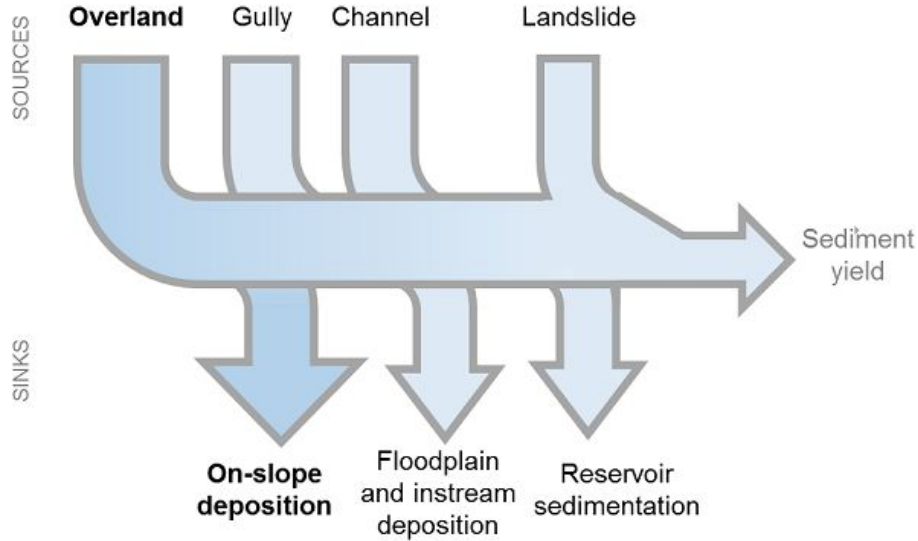 SOURCES
Overland
Gully
Channel
Landslide
Sediment
yield
SINKS
On-slope
deposition
Floodplain
and instream
deposition
Reservoir
sedimentation